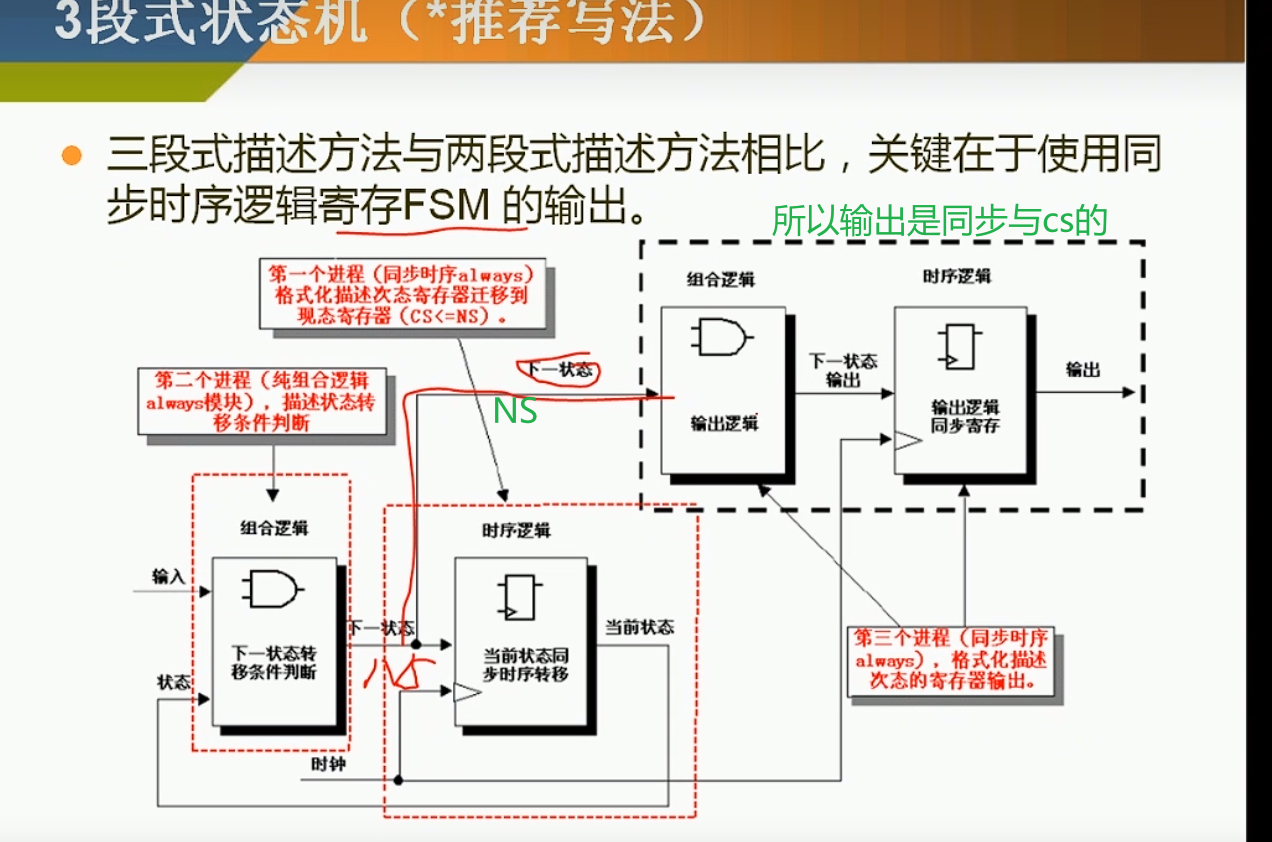 3段式状态机（*推荐写法）
三段式描述方法与两段式描述方法相比，关键在于使用同
步时序逻辑寄存FSM 的输出。
所以输出是同步与cs的
第一个进程（同步时序always）
格式化描述次态寄存器迁移到
现态寄存器（CS<=NS）。
组合逻辑
时序逻辑
第二个进程（纯组合逻辑
always模块），描述状态转
移条件判断
下一状态
NS
输出逻辑
下一状态
输出
输出逻辑
同步寄存
输出
组合逻辑
时序逻辑
输入
状态
下一状态转
移条件判断
下一状态
NS
当前状态同
步时序转移
当前状态
第三个进程（同步时序
always），格式化描述
次态的寄存器输出。
时钟